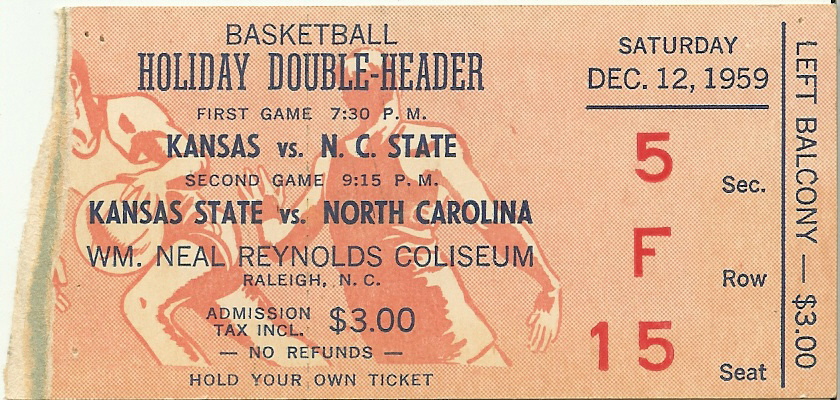 BASKETBALL
HOLIDAY DOUBLE-HEADER
FIRST GAME 7:30 P. M.
KANSAS vs. N. C. STATE
SECOND GAME 9:15 P. M.
KANSAS STATE vs. NORTH CAROLINA
WM. NEAL REYNOLDS COLISEUM
RALEIGH, N. C.
ADMISSION
TAX INCL. $3.00
— NO REFUNDS —
HOLD YOUR OWN TICKET
SATURDAY
DEC. 12, 1959
5
Sec.
F
Row
15
Seat
LEFT BALCONY — $3.00